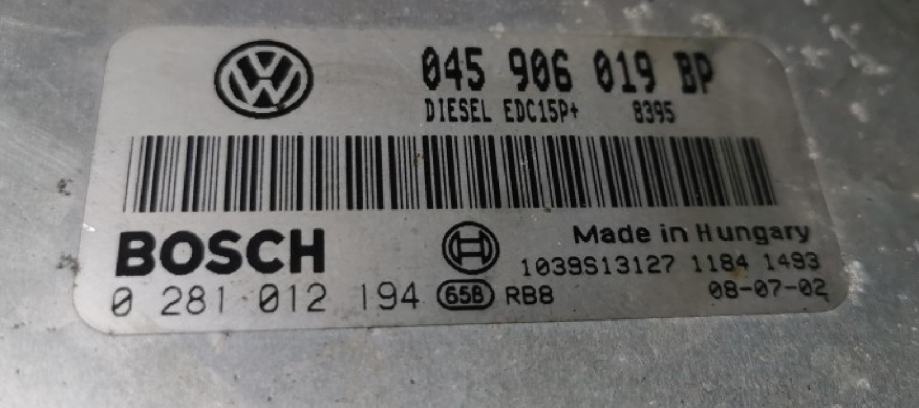 045 906 019 BP
DIESEL EDC15P+ 8395
BOSCH
Made in Hungary
1039S13127 1184 1493
0 281 012 194 65B RB8 08-07-02